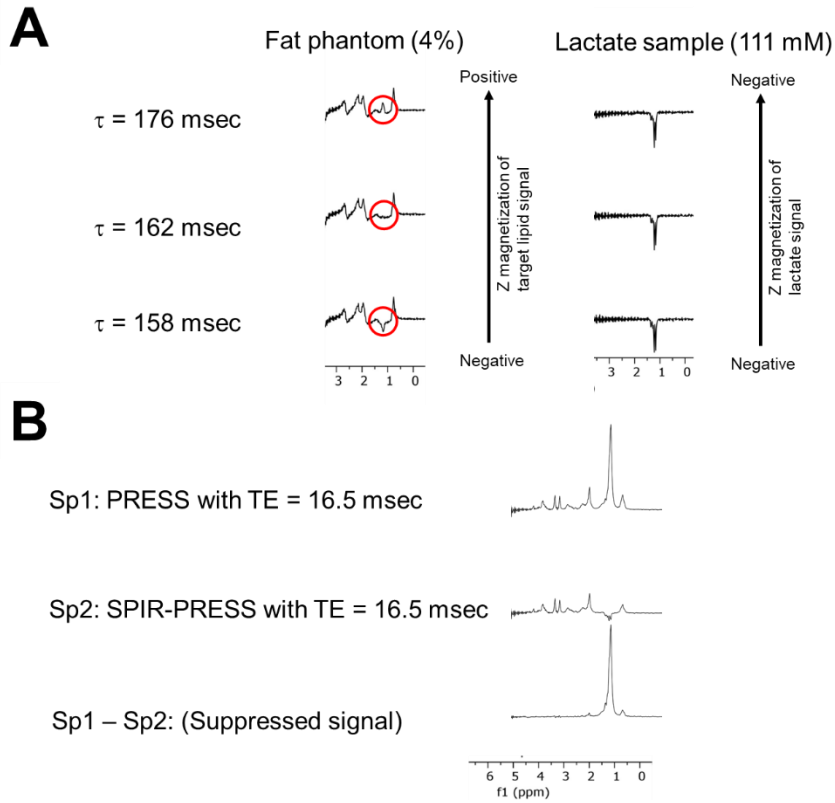 A
Fat phantom (4%)
Lactate sample (111 mM)
Positive
Negative
τ = 176 msec
τ = 162 msec
τ = 158 msec
Z magnetization of
target lipid signal
Z magnetization of
lactate signal
Negative
Negative
3 2 1 0
3 2 1 0
B
Sp1: PRESS with TE = 16.5 msec
Sp2: SPIR-PRESS with TE = 16.5 msec
Sp1 – Sp2: (Suppressed signal)
6 5 4 3 2 1 0
f1 (ppm)